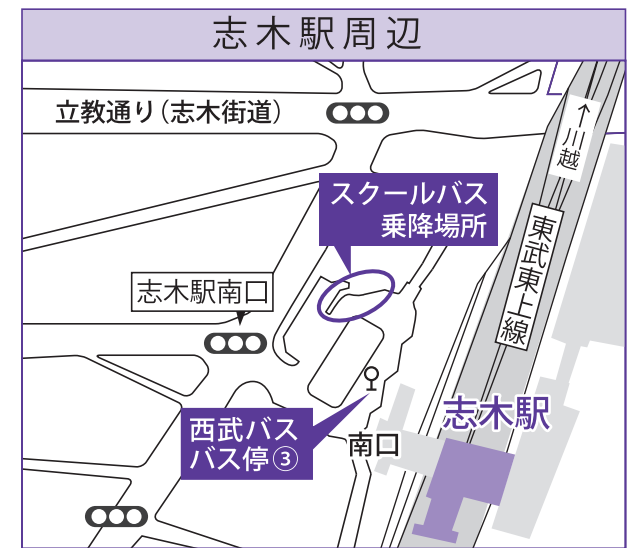 志木駅周辺
立教通り（志木街道）
↑川越
スクールバス
乗降場所
東武東上線
志木駅南口
志木駅
西武バス
バス停③
南口